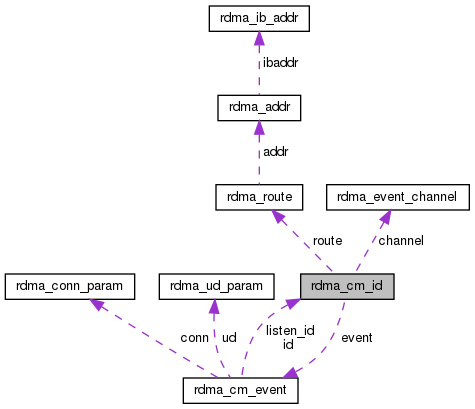 rdma_ib_addr
ibaddr
rdma_addr
addr
rdma_route
rdma_event_channel
route
channel
rdma_conn_param
rdma_ud_param
rdma_cm_id
conn
ud
listen_id
id
event
rdma_cm_event